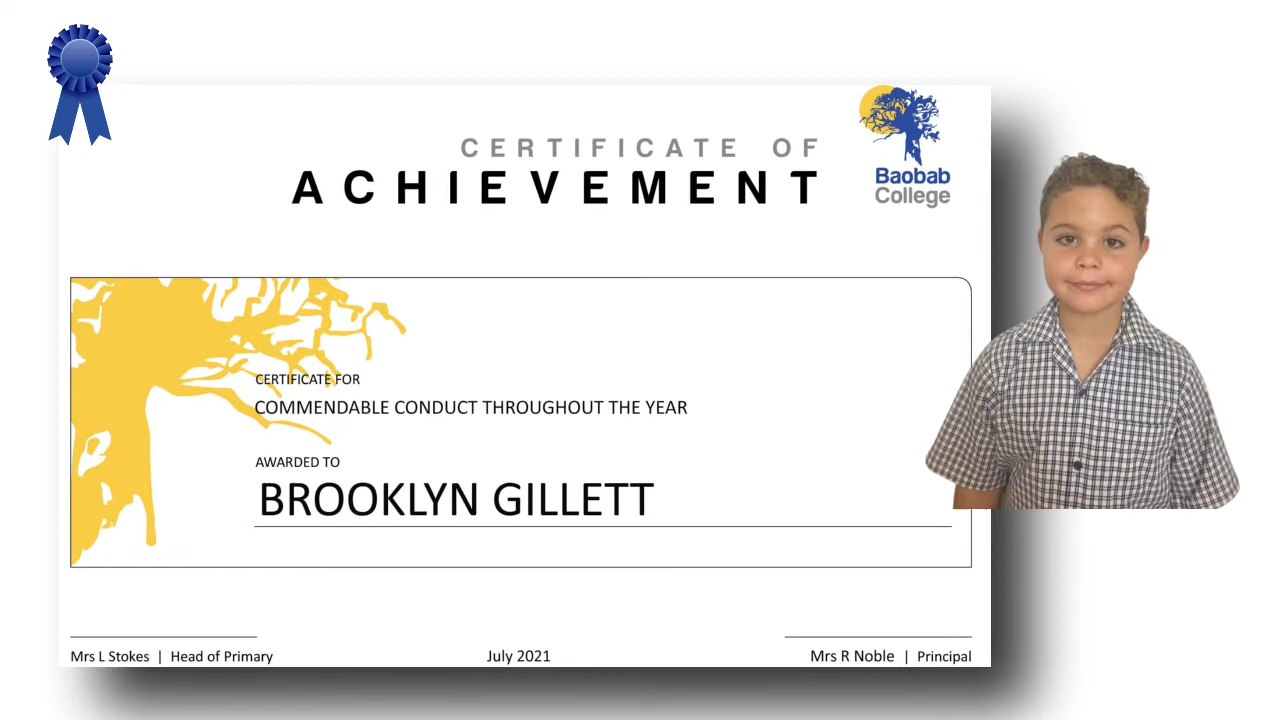 CERTIFICATE OF
ACHIEVEMENT
Baobab
College
CERTIFICATE FOR
COMMENDABLE CONDUCT THROUGHOUT THE YEAR
AWARDED TO
BROOKLYN GILLETT
Mrs L Stokes | Head of Primary
July 2021
Mrs R Noble | Principal